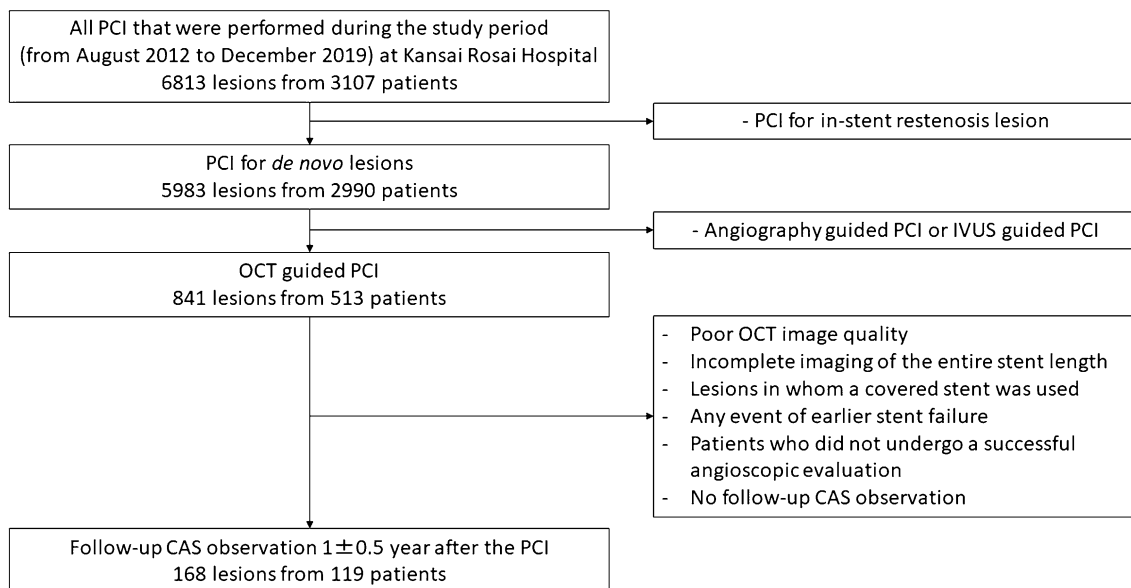 All PCI that were performed during the study period
(from August 2012 to December 2019) at Kansai Rosai Hospital
6813 lesions from 3107 patients
- PCI for in-stent restenosis lesion
PCI for de novo lesions
5983 lesions from 2990 patients
- Angiography guided PCI or IVUS guided PCI
OCT guided PCI
841 lesions from 513 patients
- Poor OCT image quality
- Incomplete imaging of the entire stent length
- Lesions in whom a covered stent was used
- Any event of earlier stent failure
- Patients who did not undergo a successful
angioscopic evaluation
- No follow-up CAS observation
Follow-up CAS observation 1±0.5 year after the PCI
168 lesions from 119 patients